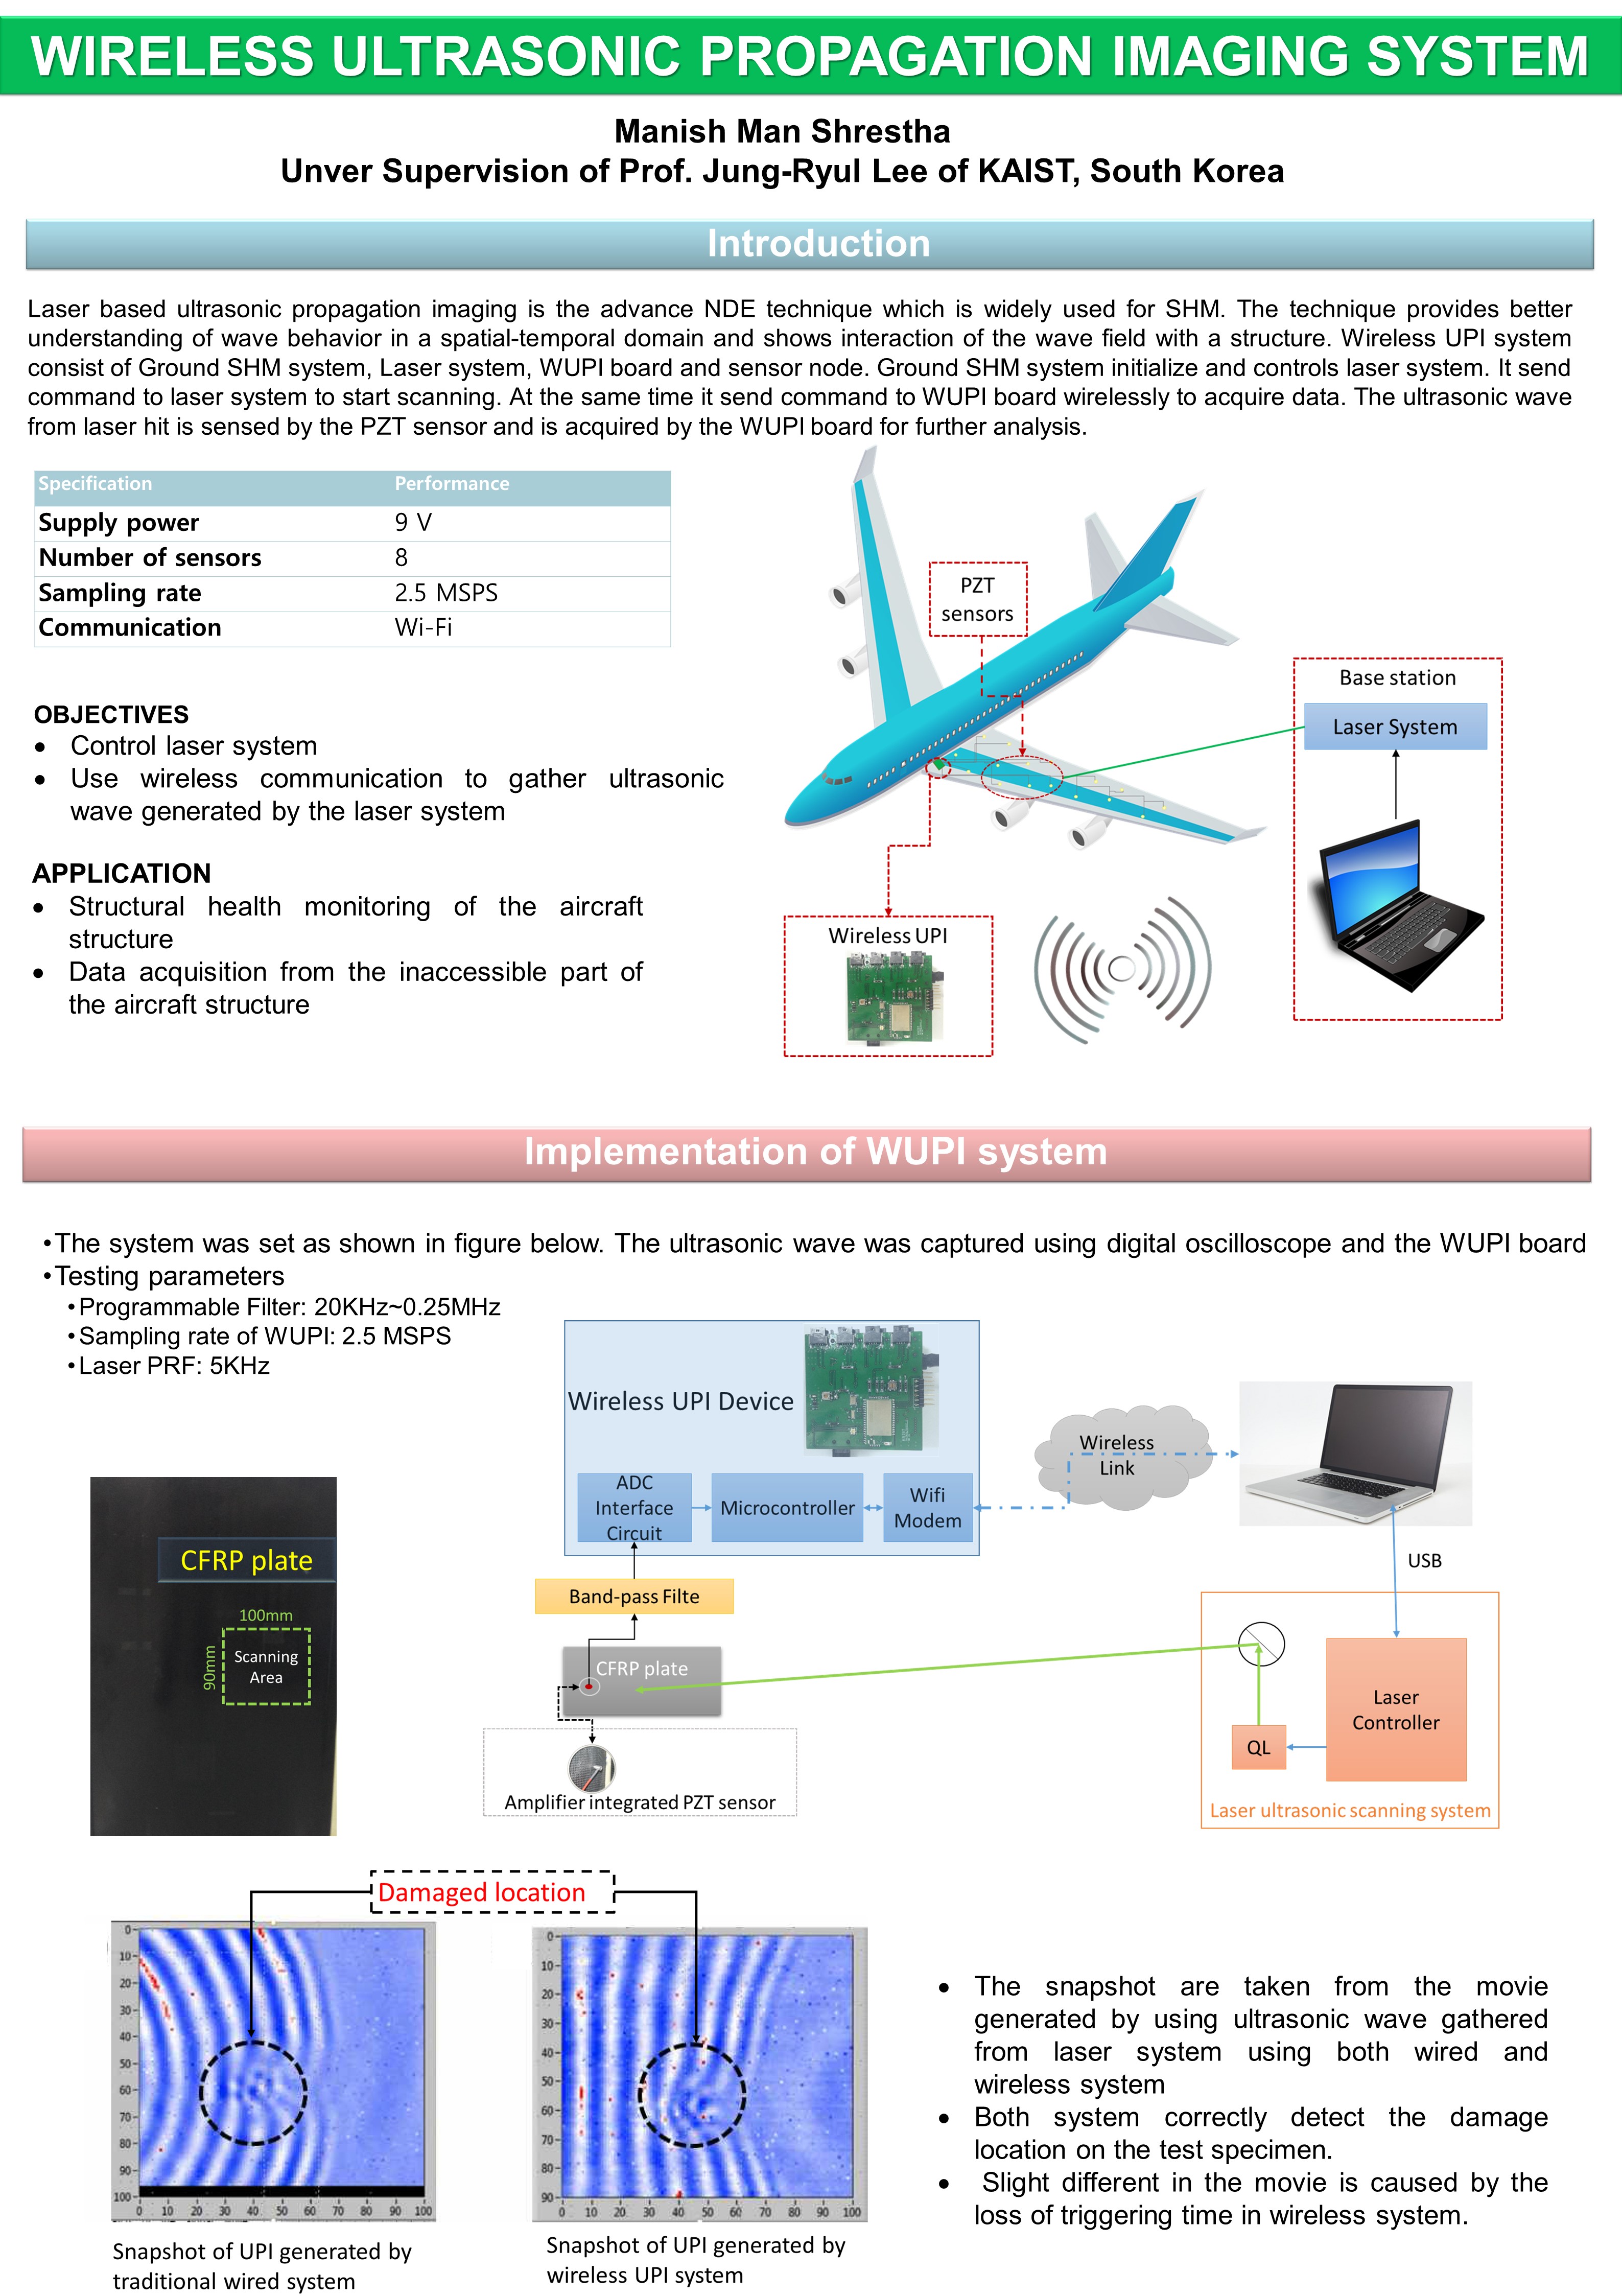 WIRELESS ULTRASONIC PROPAGATION IMAGING SYSTEM
Manish Man Shrestha
Unver Supervision of Prof. Jung-Ryul Lee of KAIST, South Korea
Introduction
Laser based ultrasonic propagation imaging is the advance NDE technique which is widely used for SHM. The technique provides better
understanding of wave behavior in a spatial-temporal domain and shows interaction of the wave field with a structure. Wireless UPI system
consist of Ground SHM system, Laser system, WUPI board and sensor node. Ground SHM system initialize and controls laser system. It send
command to laser system to start scanning. At the same time it send command to WUPI board wirelessly to acquire data. The ultrasonic wave
from laser hit is sensed by the PZT sensor and is acquired by the WUPI board for further analysis.
Specification Performance
Supply power 9 V
Number of sensors 8
Sampling rate 2.5 MSPS
Communication Wi-Fi
OBJECTIVES
• Control laser system
• Use wireless communication to gather ultrasonic
wave generated by the laser system
APPLICATION
• Structural health monitoring of the aircraft
structure
• Data acquisition from the inaccessible part of
the aircraft structure
PZT
sensors
Base station
Laser System
Wireless UPI
Implementation of WUPI system
•The system was set as shown in figure below. The ultrasonic wave was captured using digital oscilloscope and the WUPI board
•Testing parameters
•Programmable Filter: 20KHz~0.25MHz
•Sampling rate of WUPI: 2.5 MSPS
•Laser PRF: 5KHz
Wireless UPI Device
ADC
Interface
Circuit
Microcontroller
Wifi
Modem
Wireless
Link
USB
Band-pass Filte
CFRP plate
Amplifier integrated PZT sensor
QL
Laser
Controller
Laser ultrasonic scanning system
CFRP plate
100mm
90mm
Scanning
Area
Damaged location
0
10
20
30
40
50
60
70
80
90
100
0 10 20 30 40 50 60 70 80 90 100
Snapshot of UPI generated by
traditional wired system
0
10
20
30
40
50
60
70
80
90
0 10 20 30 40 50 60 70 80 90 100
Snapshot of UPI generated by
wireless UPI system
• The snapshot are taken from the movie
generated by using ultrasonic wave gathered
from laser system using both wired and
wireless system
• Both system correctly detect the damage
location on the test specimen.
• Slight different in the movie is caused by the
loss of triggering time in wireless system.